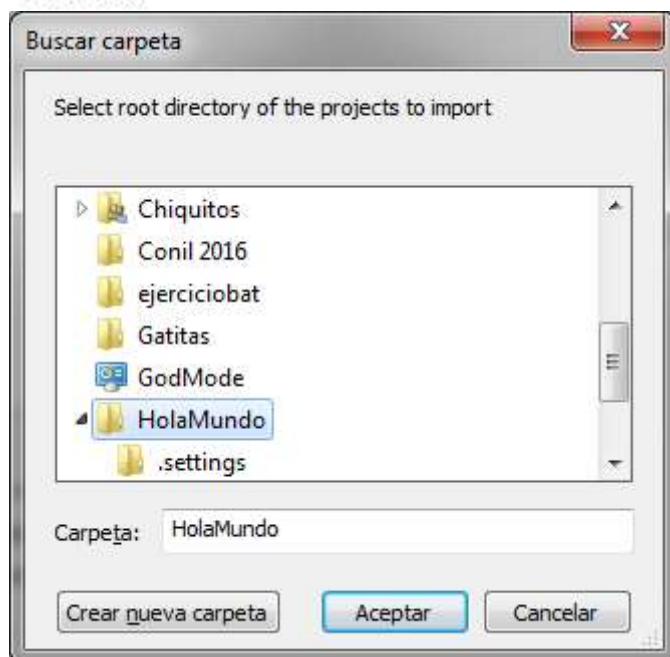 Buscar carpeta
Select root directory of the projects to import
Chiquitos
Conil 2016
ejerciciobat
Gatitas
GodMode
HolaMundo
.settings
Carpeta: HolaMundo
Crear nueva carpeta Aceptar Cancelar